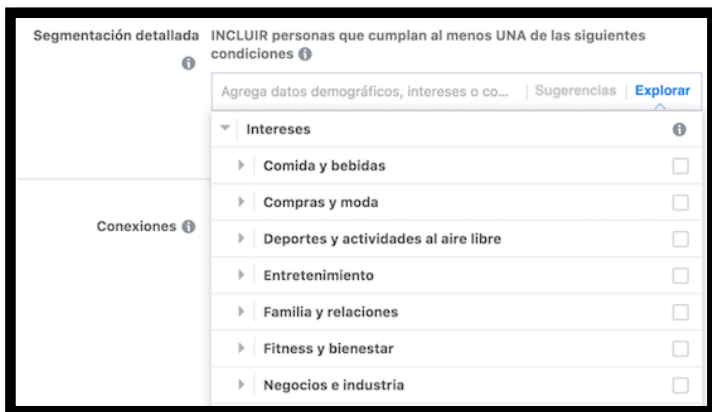 Segmentación detallada
INCLUIR personas que cumplan al menos UNA de las siguientes
condiciones
Agrega datos demográficos, intereses o co... | Sugerencias | Explorar
Intereses
Comida y bebidas
Compras y moda
Conexiones
Deportes y actividades al aire libre
Entretenimiento
Familia y relaciones
Fitness y bienestar
Negocios e industria